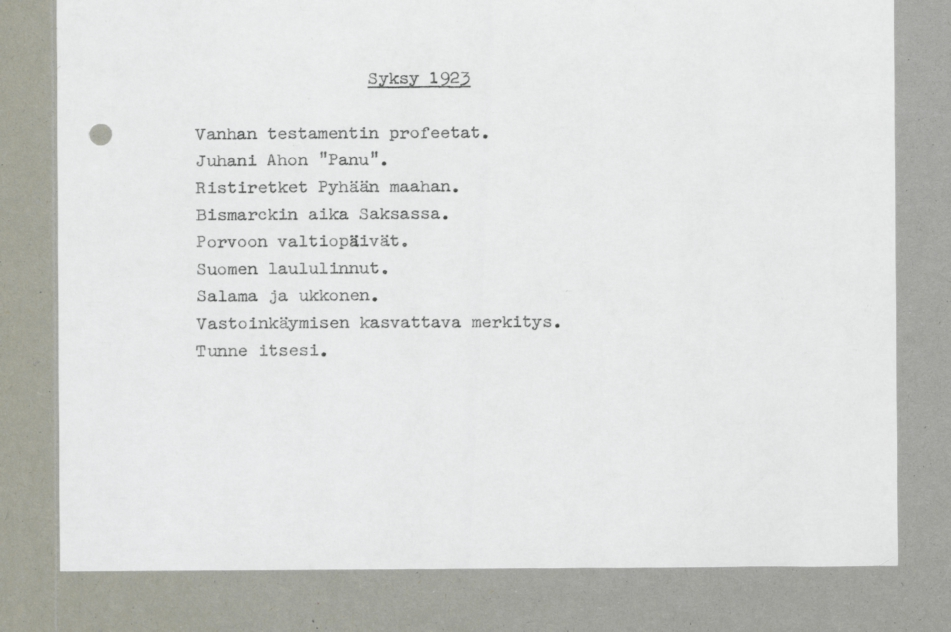 Syksy 1923
Vanhan testamentin profeetat.
Juhani Ahon "Panu".
Ristiretket Pyhään maahan.
Bismarckin aika Saksassa.
Porvoon valtiopäivät.
Suomen laululinnut.
Salama ja ukkonen.
Vastoinkäymisen kasvattava merkitys.
Tunne itsesi.